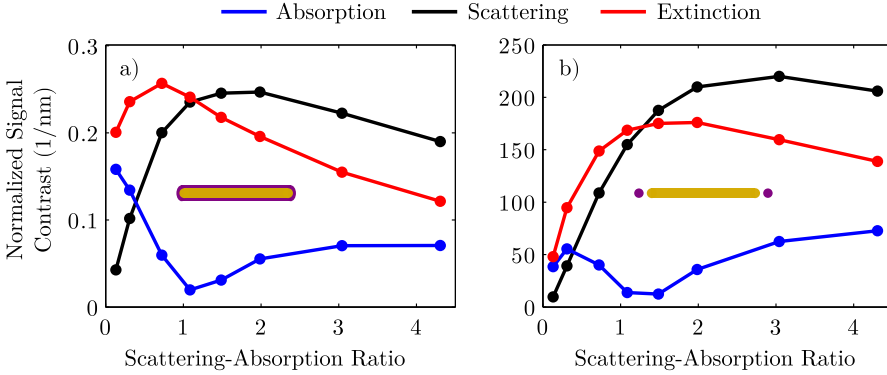 Absorption Scattering Extinction
Normalized Signal
Contrast (1/nm)
a)
0.3
0.2
0.1
0
0 1 2 3 4
Scattering-Absorption Ratio
b)
250
200
150
100
50
0
0 1 2 3 4
Scattering-Absorption Ratio